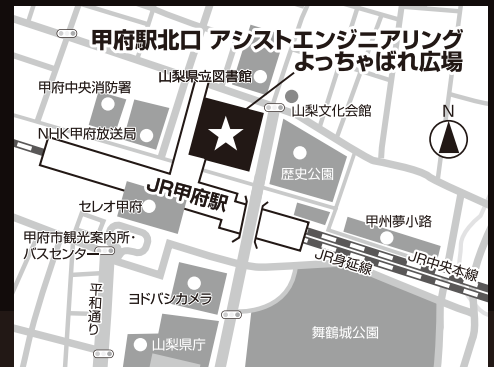 甲府駅北口 アシストエンジニアリング
よっちゃばれ広場
山梨県立図書館
甲府中央消防署
山梨文化会館
N
NHK甲府放送局
歴史公園
JR甲府駅
セレオ甲府
甲州夢小路
甲府市観光案内所・
バスセンター
JR中央本線
JR身延線
平和通り
ヨドバシカメラ
舞鶴城公園
山梨県庁